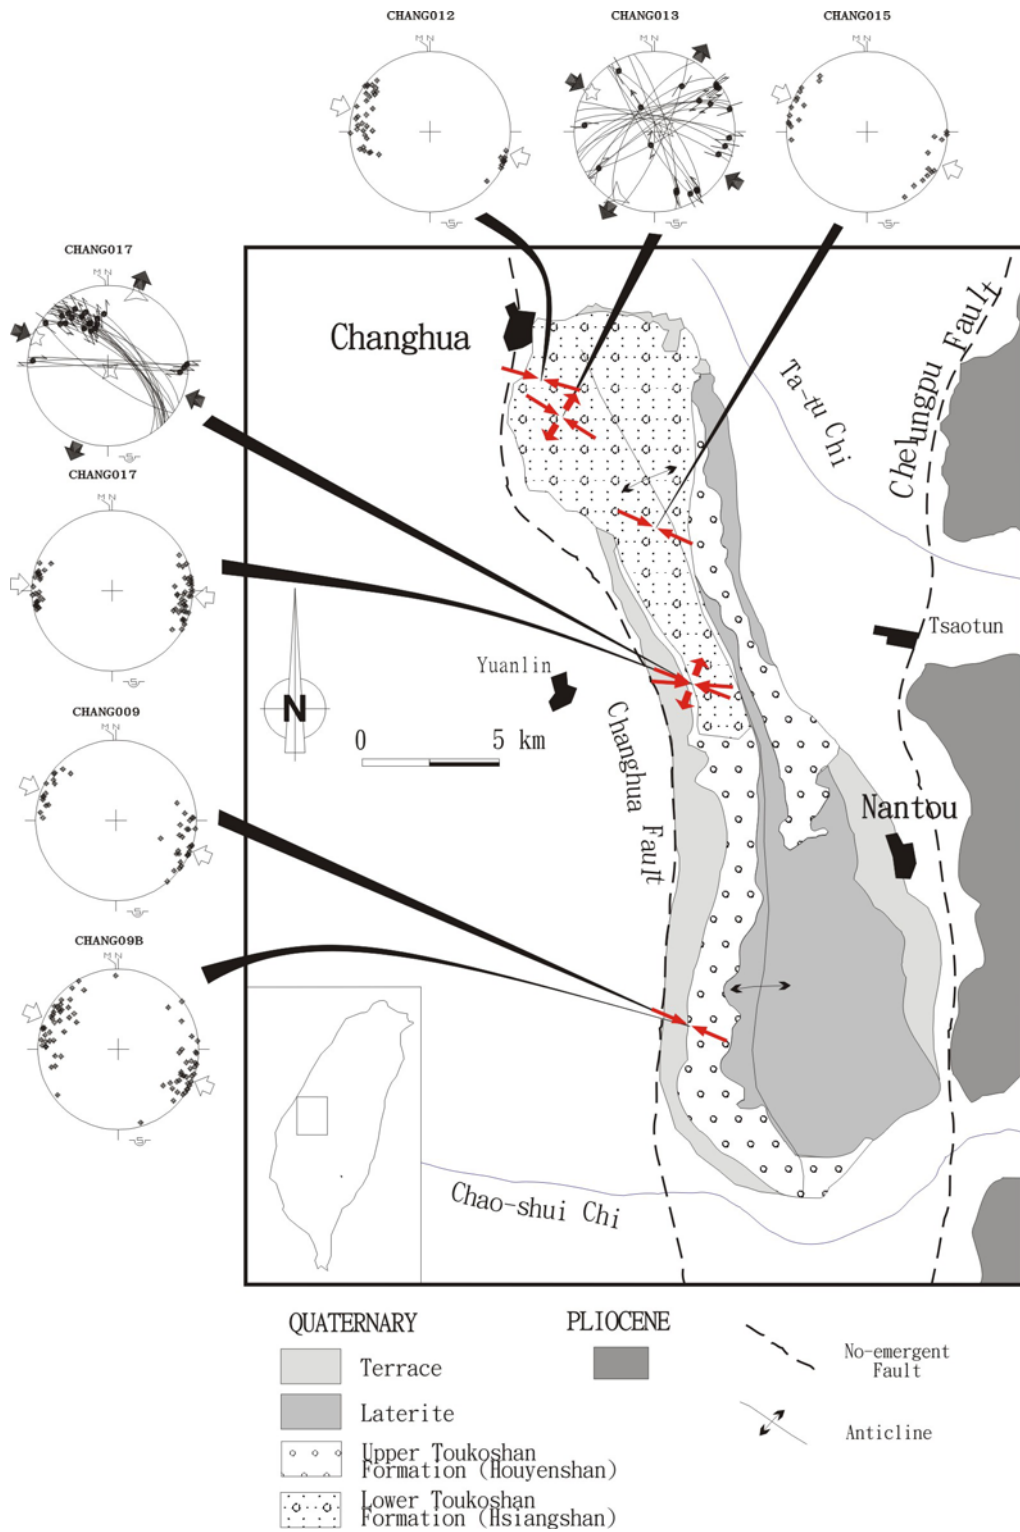 CHANG012
CHANG013
CHANG015
M N
M N
M N
CHANG017
M N
Changhua
Ta-tu Chi
Chelungpu Fault
CHANG017
M N
Tsaotun
Yuanlin
N
CHANG009
M N
0 5 km
Changhua Fault
Nantou
CHANG09B
M N
Chao-shui Chi
QUATERNARY
PLIOCENE
Terrace
No-emergent
Fault
Laterite
Anticline
Upper Toukoshan
Formation (Houyenshan)
Lower Toukoshan
Formation (Hsiangshan)